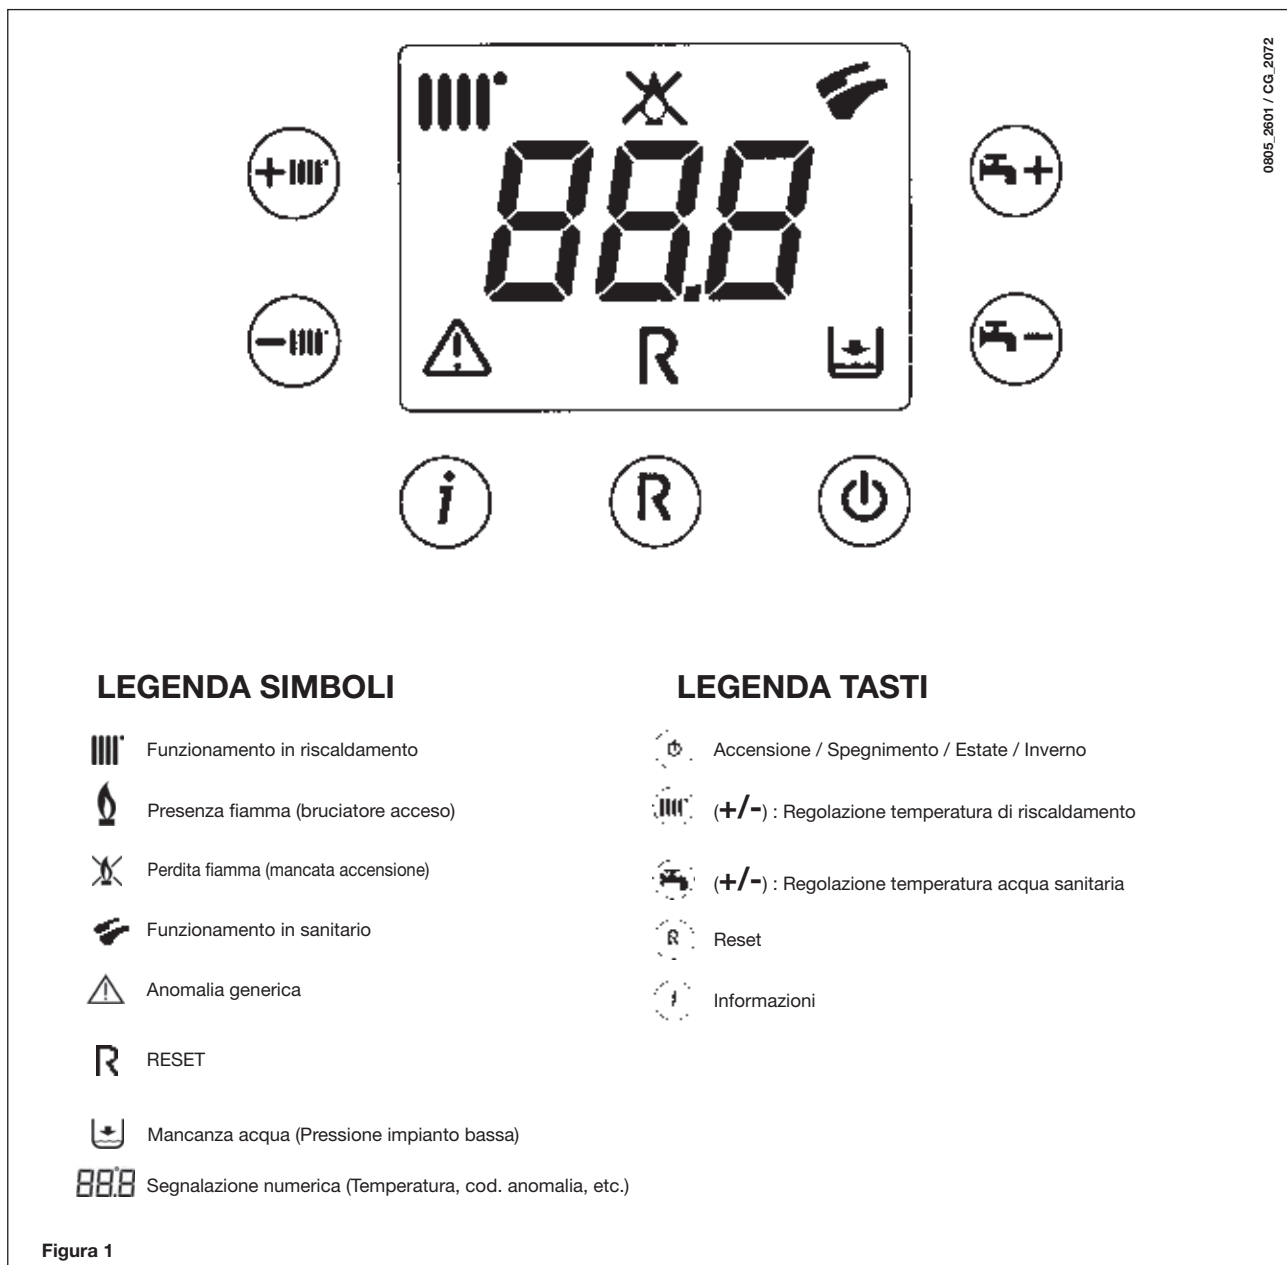 0805_2601 / CG_2072
88.8
R
i
R
LEGENDA SIMBOLI
Funzionamento in riscaldamento
Presenza fiamma (bruciatore acceso)
Perdita fiamma (mancata accensione)
Funzionamento in sanitario
Anomalia generica
R RESET
Mancanza acqua (Pressione impianto bassa)
88.8 Segnalazione numerica (Temperatura, cod. anomalia, etc.)
LEGENDA TASTI
Accensione / Spegnimento / Estate / Inverno
(+/-) : Regolazione temperatura di riscaldamento
(+/-) : Regolazione temperatura acqua sanitaria
R Reset
i Informazioni
Figura 1